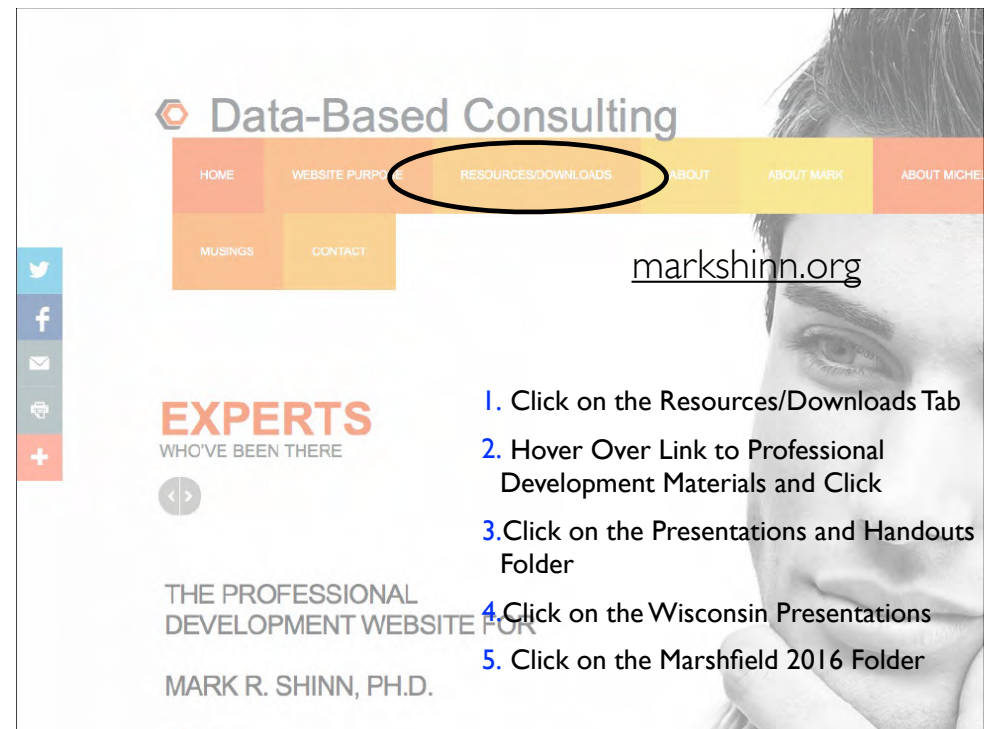 Data-Based Consulting
HOME
WEBSITE PURPOSE
RESOURCES/DOWNLOADS
ABOUT
ABOUT MARK
ABOUT MICHEL
MUSINGS
CONTACT
markshinn.org
EXPERTS
WHO'VE BEEN THERE
1. Click on the Resources/Downloads Tab
2. Hover Over Link to Professional
Development Materials and Click
3.Click on the Presentations and Handouts
Folder
4.Click on the Wisconsin Presentations
5. Click on the Marshfield 2016 Folder
THE PROFESSIONAL
DEVELOPMENT WEBSITE FOR
MARK R. SHINN, PH.D.